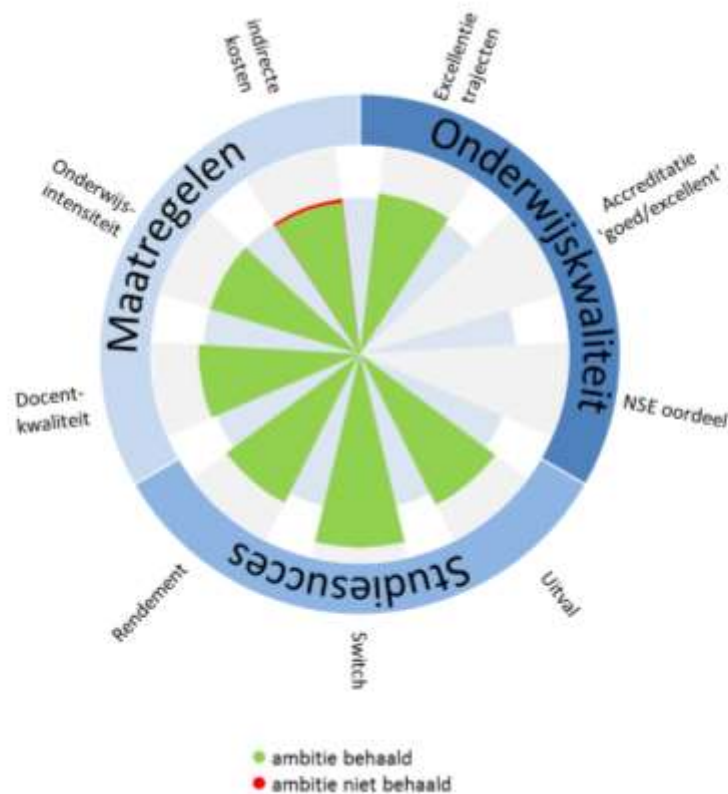 indirecte
kosten
Excellentie
trajecten
Onderwijs-
intensiteit
Maatregelen
Onderwijskwaliteit
Accreditatie
'goed/excellent'
Docent-
kwaliteit
NSE oordeel
Studiesucces
Rendement
Switch
Uitval
ambitie behaald
ambitie niet behaald